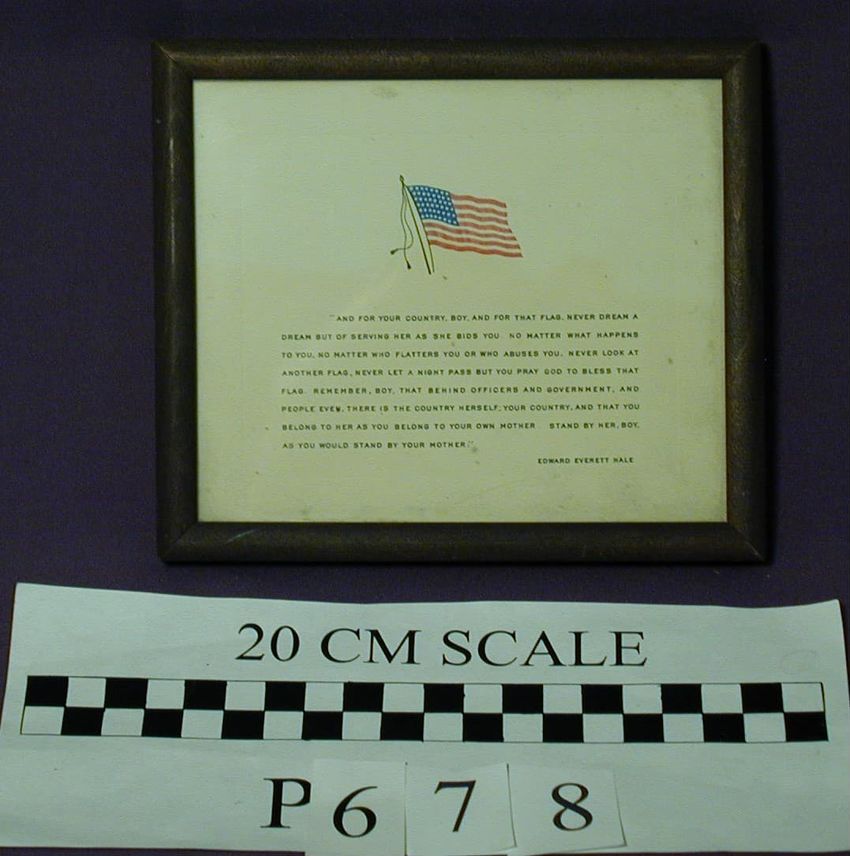 "AND FOR YOUR COUNTRY, BOY, AND FOR THAT FLAG, NEVER DREAM A
DREAM BUT OF SERVING HER AS SHE BIDS YOU. NO MATTER WHAT HAPPENS
TO YOU, NO MATTER WHO FLATTERS YOU OR WHO ABUSES YOU. NEVER LOOK AT
ANOTHER FLAG, NEVER LET A NIGHT PASS BUT YOU PRAY GOD TO BLESS THAT
FLAG. REMEMBER, BOY, THAT BEHIND OFFICERS AND GOVERNMENT, AND
PEOPLE EVEN, THERE IS THE COUNTRY HERSELF; YOUR COUNTRY, AND THAT YOU
BELONG TO HER AS YOU BELONG TO YOUR OWN MOTHER. STAND BY HER, BOY,
AS YOU WOULD STAND BY YOUR MOTHER."
EDWARD EVERETT HALE
20 CM SCALE
P678